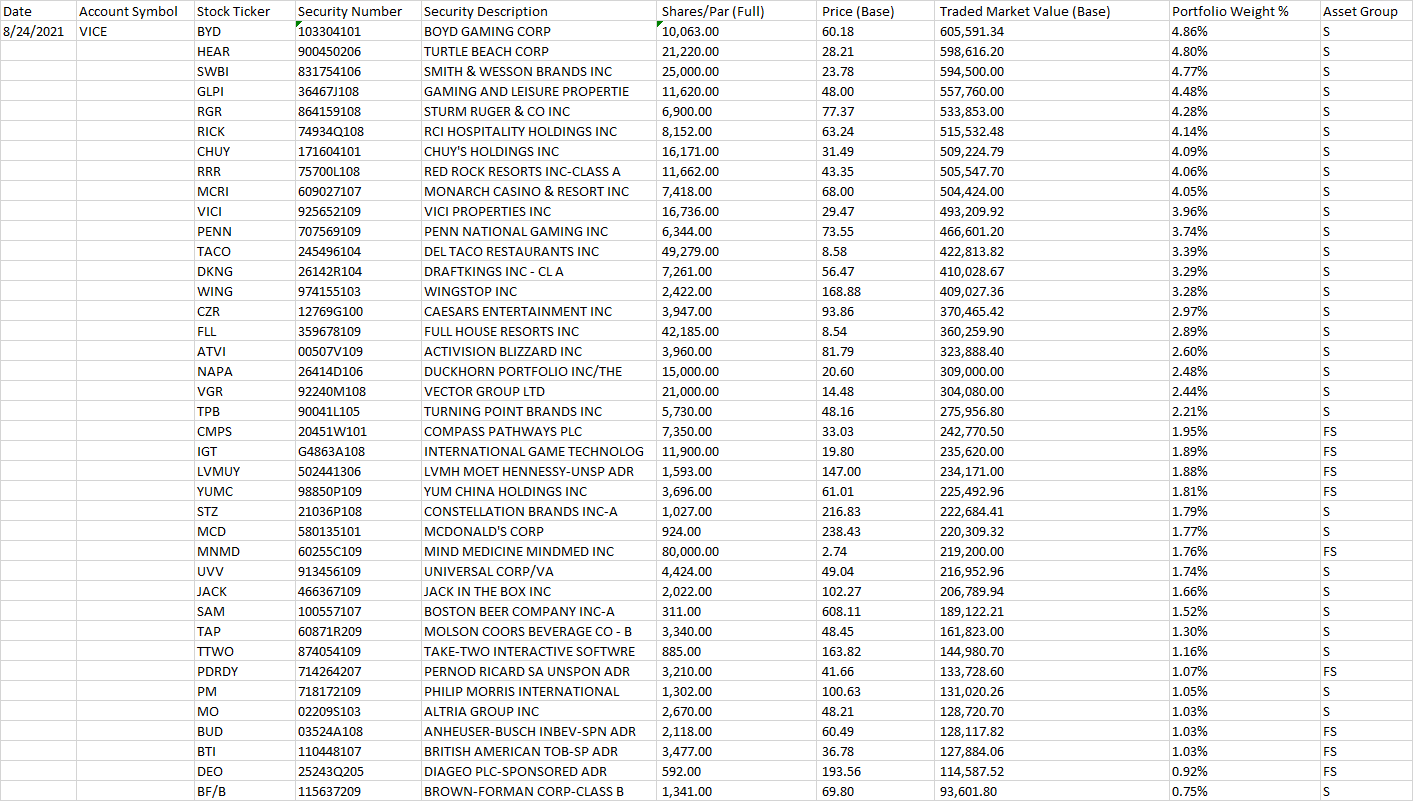 Date Account Symbol Stock Ticker Security Number Security Description Shares/Par (Full) Price (Base) Traded Market Value (Base) Portfolio Weight % Asset Group
8/24/2021 VICE BYD 103304101 BOYD GAMING CORP 10,063.00 60.18 605,591.34 4.86% S
HEAR 900450206 TURTLE BEACH CORP 21,220.00 28.21 598,616.20 4.80% S
SWBI 831754106 SMITH & WESSON BRANDS INC 25,000.00 23.78 594,500.00 4.77% S
GLPI 36467J108 GAMING AND LEISURE PROPERTIE 11,620.00 48.00 557,760.00 4.48% S
RGR 864159108 STURM RUGER & CO INC 6,900.00 77.37 533,853.00 4.28% S
RICK 74934Q108 RCI HOSPITALITY HOLDINGS INC 8,152.00 63.24 515,532.48 4.14% S
CHUY 171604101 CHUY'S HOLDINGS INC 16,171.00 31.49 509,224.79 4.09% S
RRR 75700L108 RED ROCK RESORTS INC-CLASS A 11,662.00 43.35 505,547.70 4.06% S
MCRI 609027107 MONARCH CASINO & RESORT INC 7,418.00 68.00 504,424.00 4.05% S
VICI 925652109 VICI PROPERTIES INC 16,736.00 29.47 493,209.92 3.96% S
PENN 707569109 PENN NATIONAL GAMING INC 6,344.00 73.55 466,601.20 3.74% S
TACO 245496104 DEL TACO RESTAURANTS INC 49,279.00 8.58 422,813.82 3.39% S
DKNG 26142R104 DRAFTKINGS INC - CL A 7,261.00 56.47 410,028.67 3.29% S
WING 974155103 WINGSTOP INC 2,422.00 168.88 409,027.36 3.28% S
CZR 12769G100 CAESARS ENTERTAINMENT INC 3,947.00 93.86 370,465.42 2.97% S
FLL 359678109 FULL HOUSE RESORTS INC 42,185.00 8.54 360,259.90 2.89% S
ATVI 00507V109 ACTIVISION BLIZZARD INC 3,960.00 81.79 323,888.40 2.60% S
NAPA 26414D106 DUCKHORN PORTFOLIO INC/THE 15,000.00 20.60 309,000.00 2.48% S
VGR 92240M108 VECTOR GROUP LTD 21,000.00 14.48 304,080.00 2.44% S
TPB 90041L105 TURNING POINT BRANDS INC 5,730.00 48.16 275,956.80 2.21% S
CMPS 20451W101 COMPASS PATHWAYS PLC 7,350.00 33.03 242,770.50 1.95% FS
IGT G4863A108 INTERNATIONAL GAME TECHNOLOG 11,900.00 19.80 235,620.00 1.89% FS
LVMUY 502441306 LVMH MOET HENNESSY-UNSP ADR 1,593.00 147.00 234,171.00 1.88% FS
YUMC 98850P109 YUM CHINA HOLDINGS INC 3,696.00 61.01 225,492.96 1.81% FS
STZ 21036P108 CONSTELLATION BRANDS INC-A 1,027.00 216.83 222,684.41 1.79% S
MCD 580135101 MCDONALD'S CORP 924.00 238.43 220,309.32 1.77% S
MNMD 60255C109 MIND MEDICINE MINDMED INC 80,000.00 2.74 219,200.00 1.76% FS
UVV 913456109 UNIVERSAL CORP/VA 4,424.00 49.04 216,952.96 1.74% S
JACK 466367109 JACK IN THE BOX INC 2,022.00 102.27 206,789.94 1.66% S
SAM 100557107 BOSTON BEER COMPANY INC-A 311.00 608.11 189,122.21 1.52% S
TAP 60871R209 MOLSON COORS BEVERAGE CO - B 3,340.00 48.45 161,823.00 1.30% S
TTWO 874054109 TAKE-TWO INTERACTIVE SOFTWRE 885.00 163.82 144,980.70 1.16% S
PDRDY 714264207 PERNOD RICARD SA UNSPON ADR 3,210.00 41.66 133,728.60 1.07% FS
PM 718172109 PHILIP MORRIS INTERNATIONAL 1,302.00 100.63 131,020.26 1.05% S
MO 02209S103 ALTRIA GROUP INC 2,670.00 48.21 128,720.70 1.03% S
BUD 03524A108 ANHEUSER-BUSCH INBEV-SPN ADR 2,118.00 60.49 128,117.82 1.03% FS
BTI 110448107 BRITISH AMERICAN TOB-SP ADR 3,477.00 36.78 127,884.06 1.03% FS
DEO 25243Q205 DIAGEO PLC-SPONSORED ADR 592.00 193.56 114,587.52 0.92% FS
BF/B 115637209 BROWN-FORMAN CORP-CLASS B 1,341.00 69.80 93,601.80 0.75% S